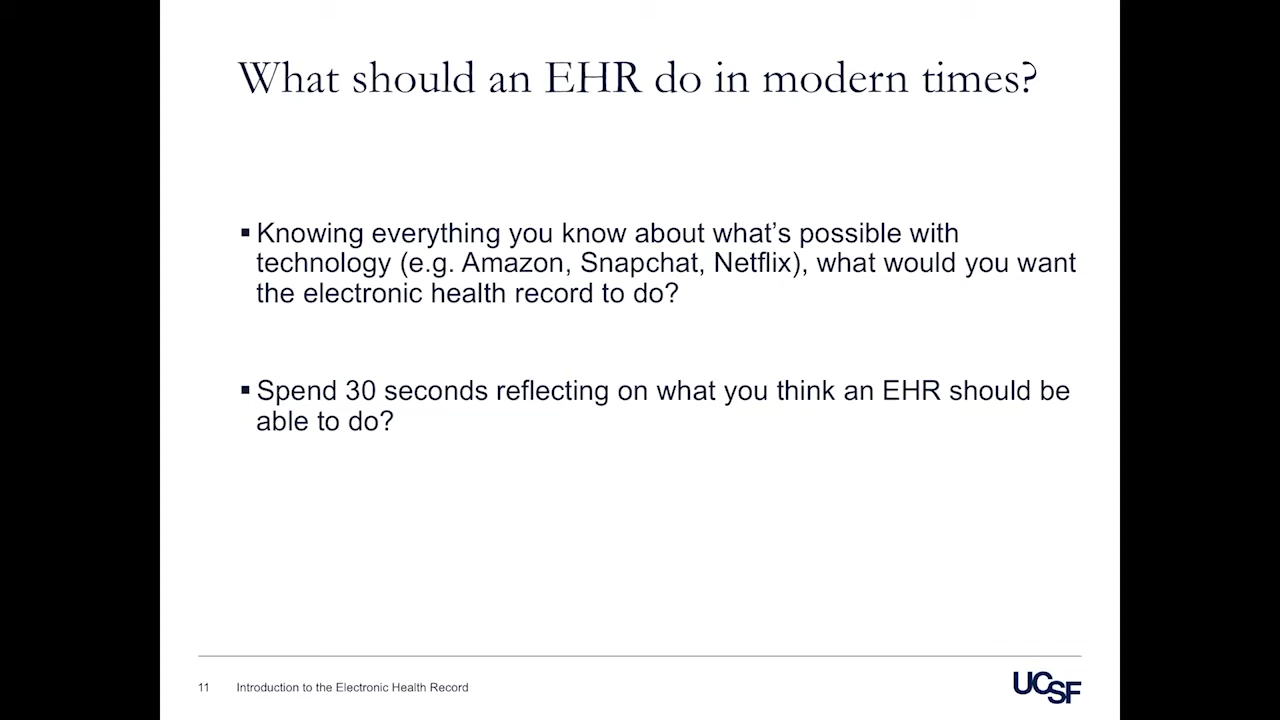 What should an EHR do in modern times?
▪ Knowing everything you know about what’s possible with
technology (e.g. Amazon, Snapchat, Netflix), what would you want
the electronic health record to do?
▪ Spend 30 seconds reflecting on what you think an EHR should be
able to do?
11 Introduction to the Electronic Health Record
UCSF